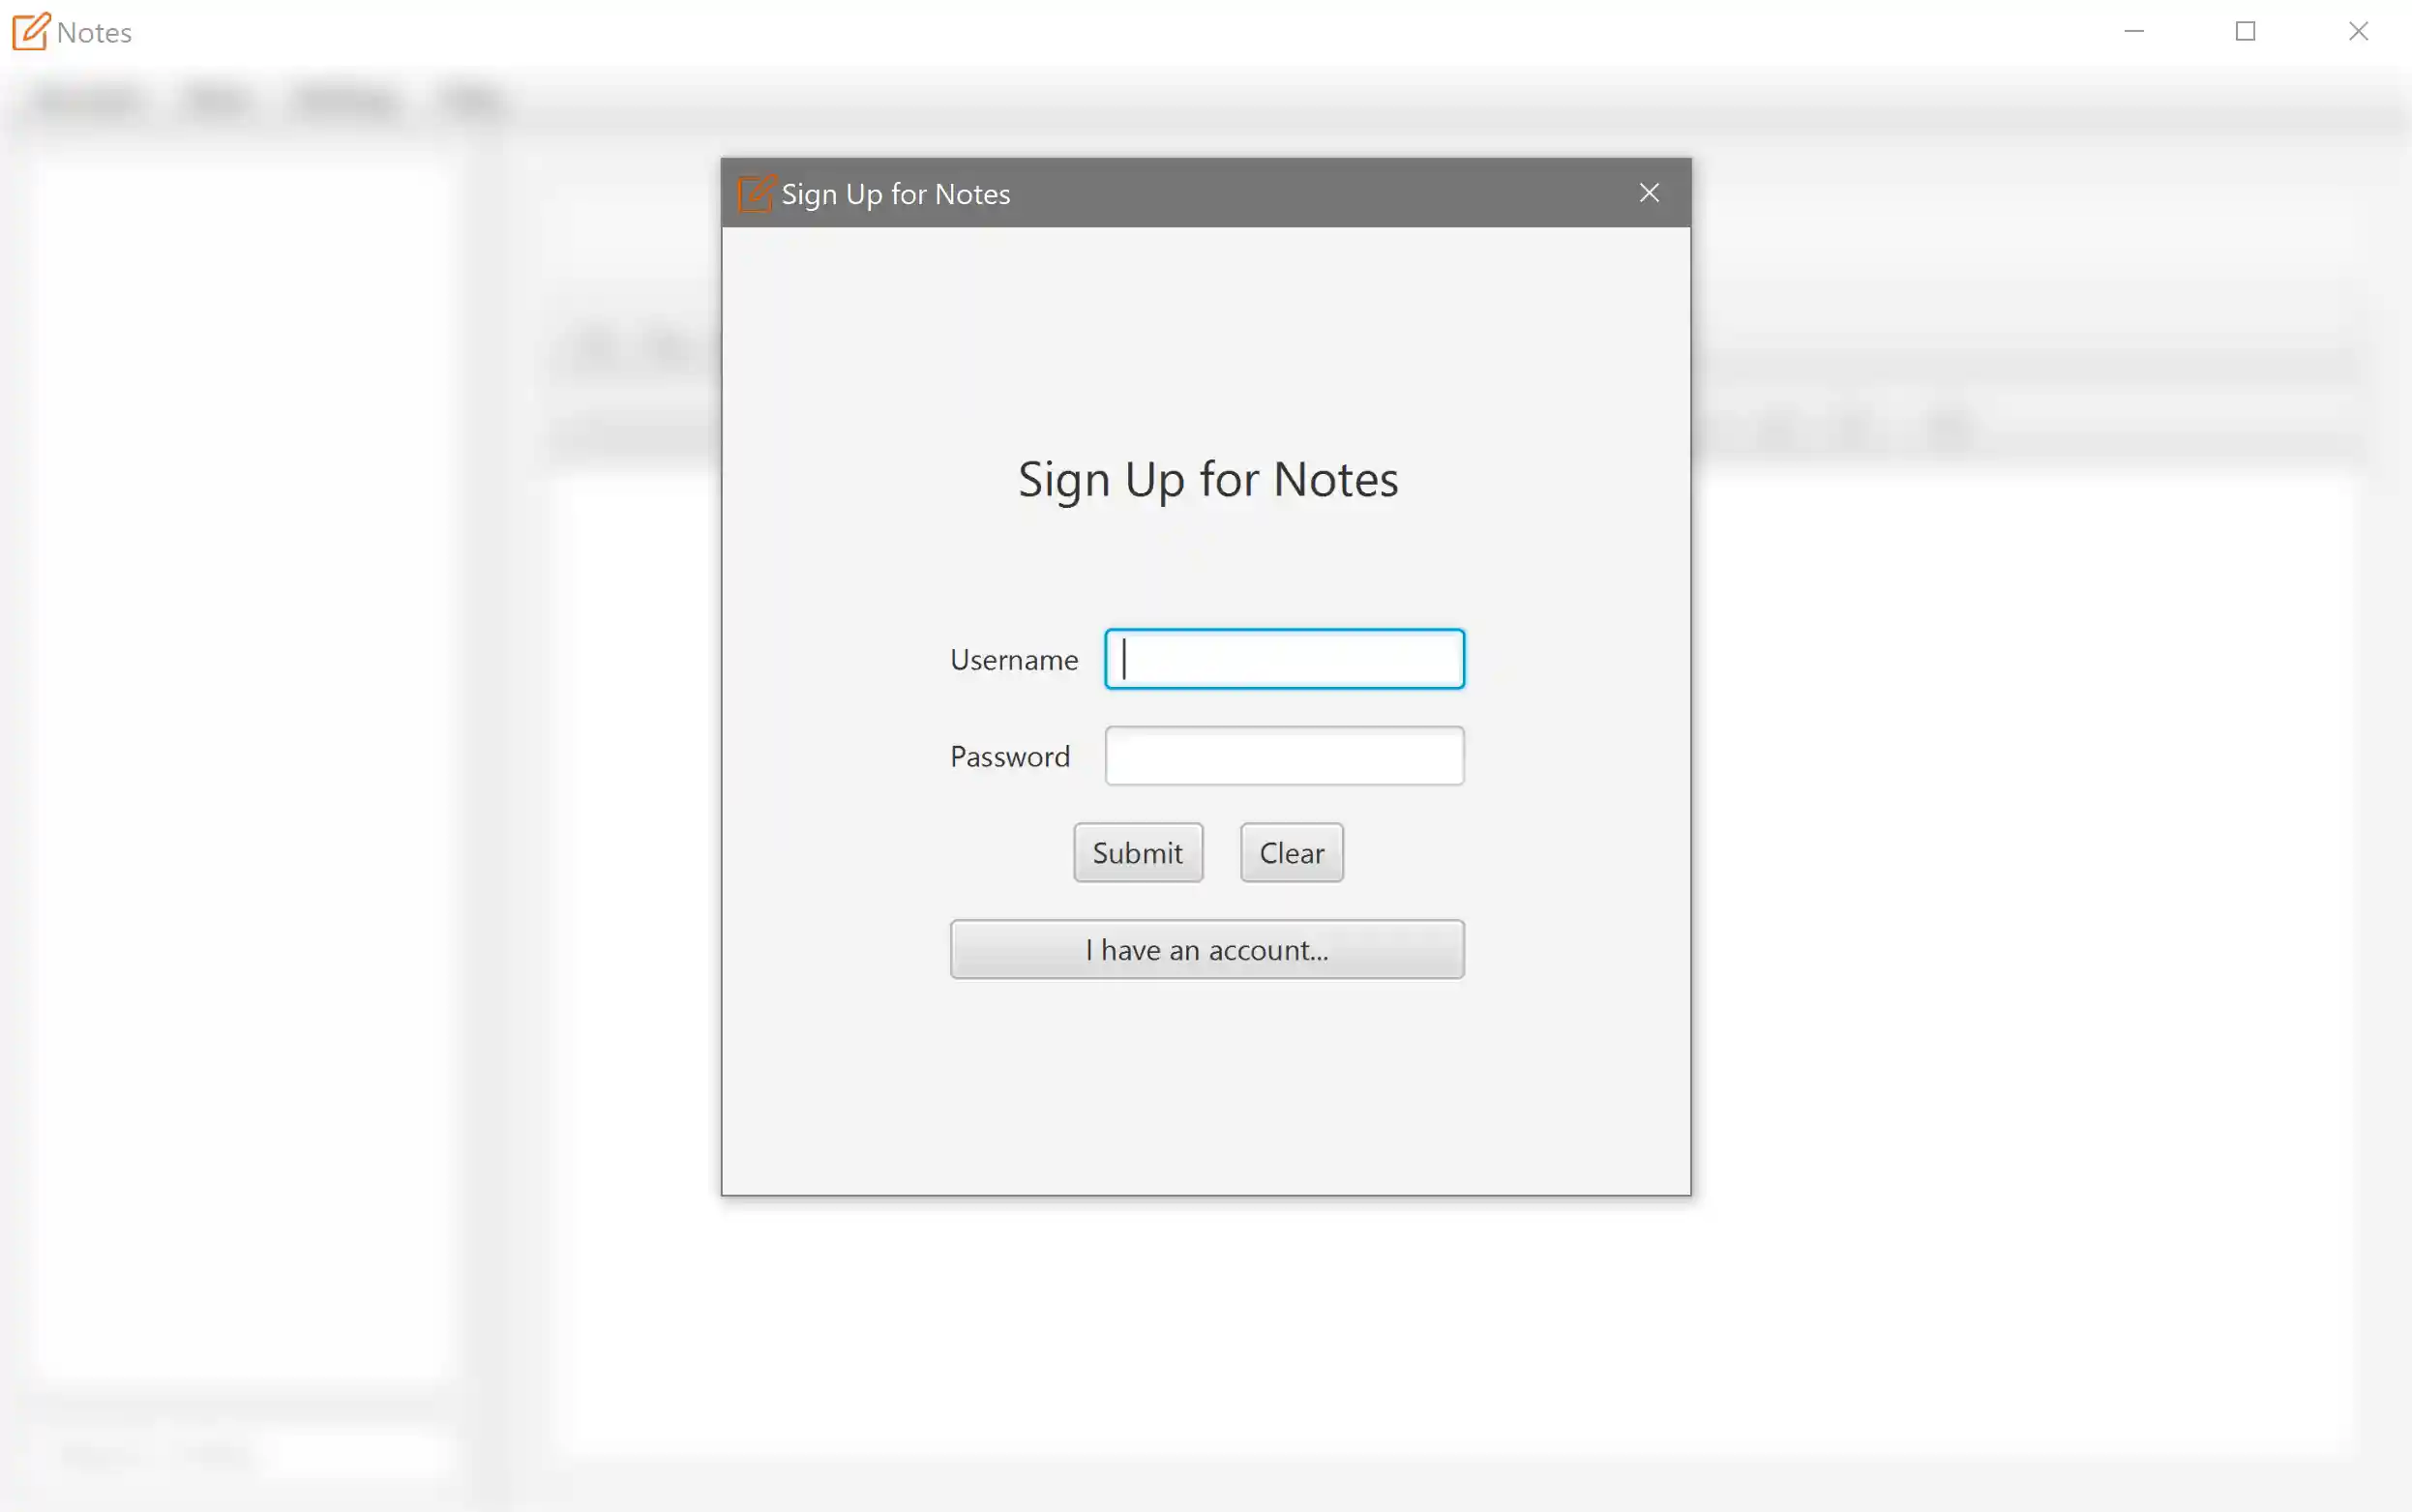 Notes
Sign Up for Notes
Sign Up for Notes
Username
Password
Submit Clear
I have an account...